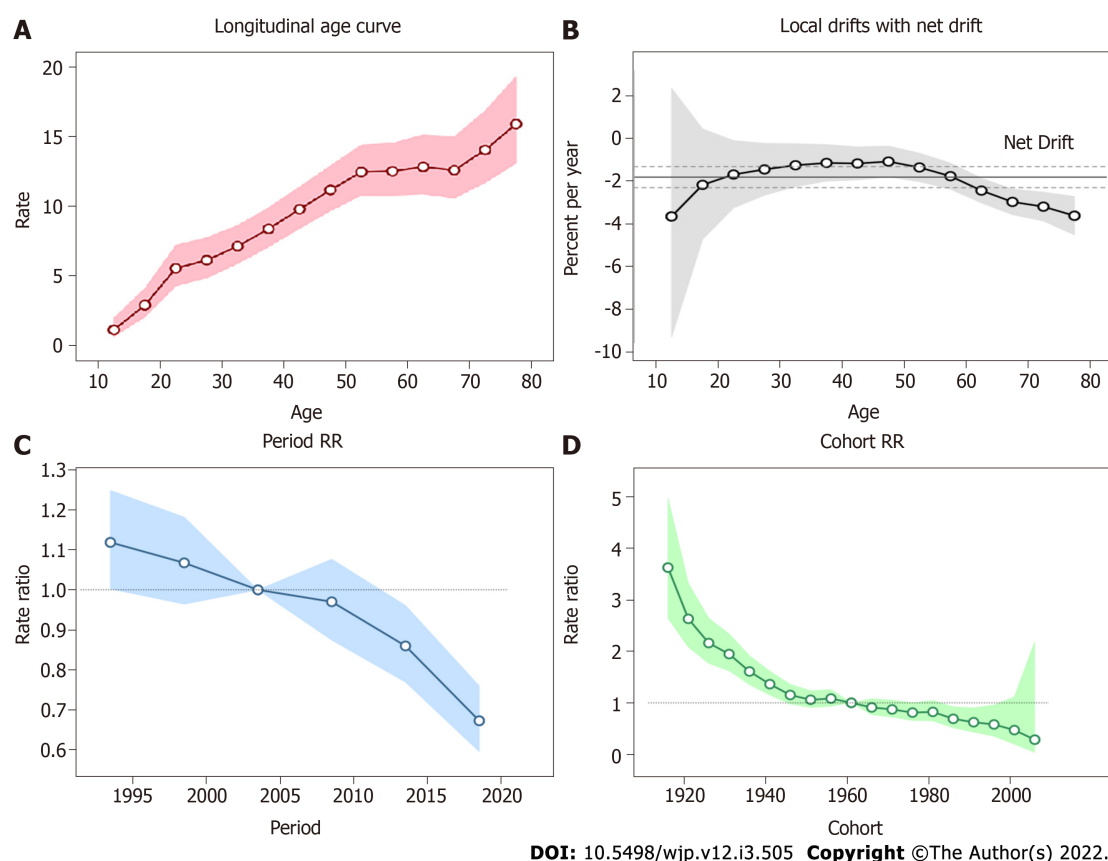 A
Longitudinal age curve
20
15
10
5
0
Rate
10 20 30 40 50 60 70 80
Age
B
Local drifts with net drift
Net Drift
2
0
-2
-4
-6
-8
-10
Percent per year
10 20 30 40 50 60 70 80
Age
C
Period RR
1.3
1.2
1.1
1.0
0.9
0.8
0.7
0.6
Rate ratio
1995 2000 2005 2010 2015 2020
Period
D
Cohort RR
5
4
3
2
1
0
Rate ratio
1920 1940 1960 1980 2000
Cohort
DOI: 10.5498/wjp.v12.i3.505 Copyright ©The Author(s) 2022.